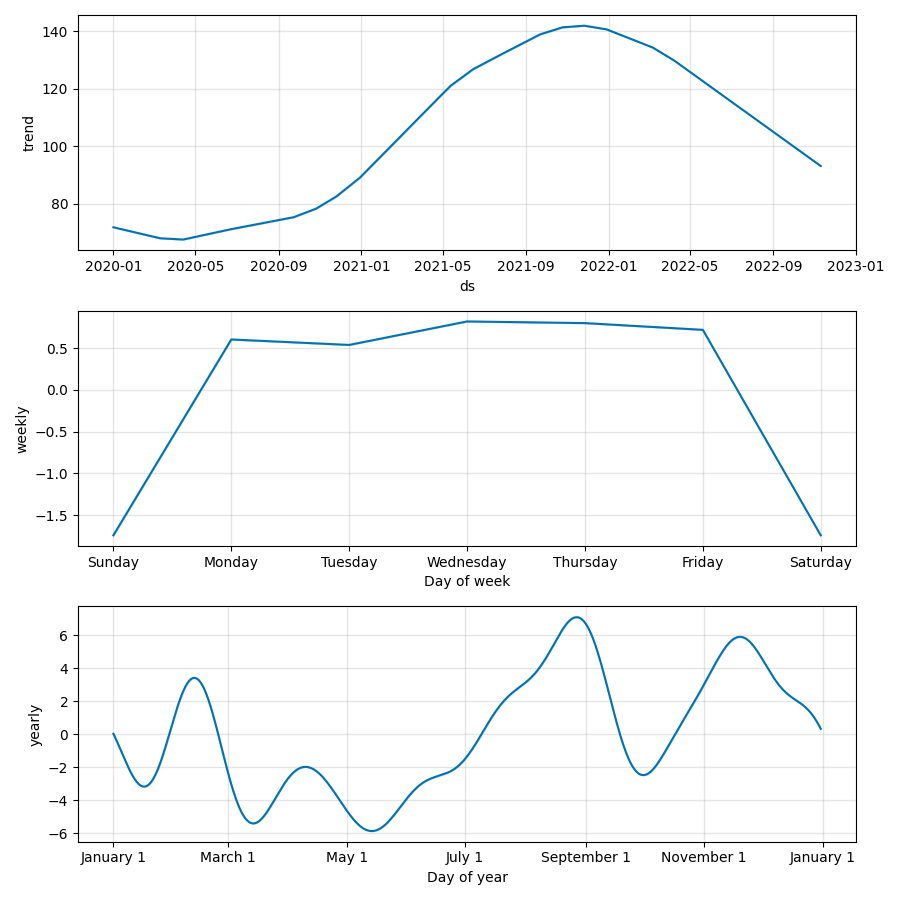 140
120
100
80
trend
2020-01 2020-05 2020-09 2021-01 2021-05 2021-09 2022-01 2022-05 2022-09 2023-01
ds
0.5
0.0
−0.5
−1.0
−1.5
weekly
Sunday Monday Tuesday Wednesday Thursday Friday Saturday
Day of week
6
4
2
0
−2
−4
−6
yearly
January 1 March 1 May 1 July 1 September 1 November 1 January 1
Day of year